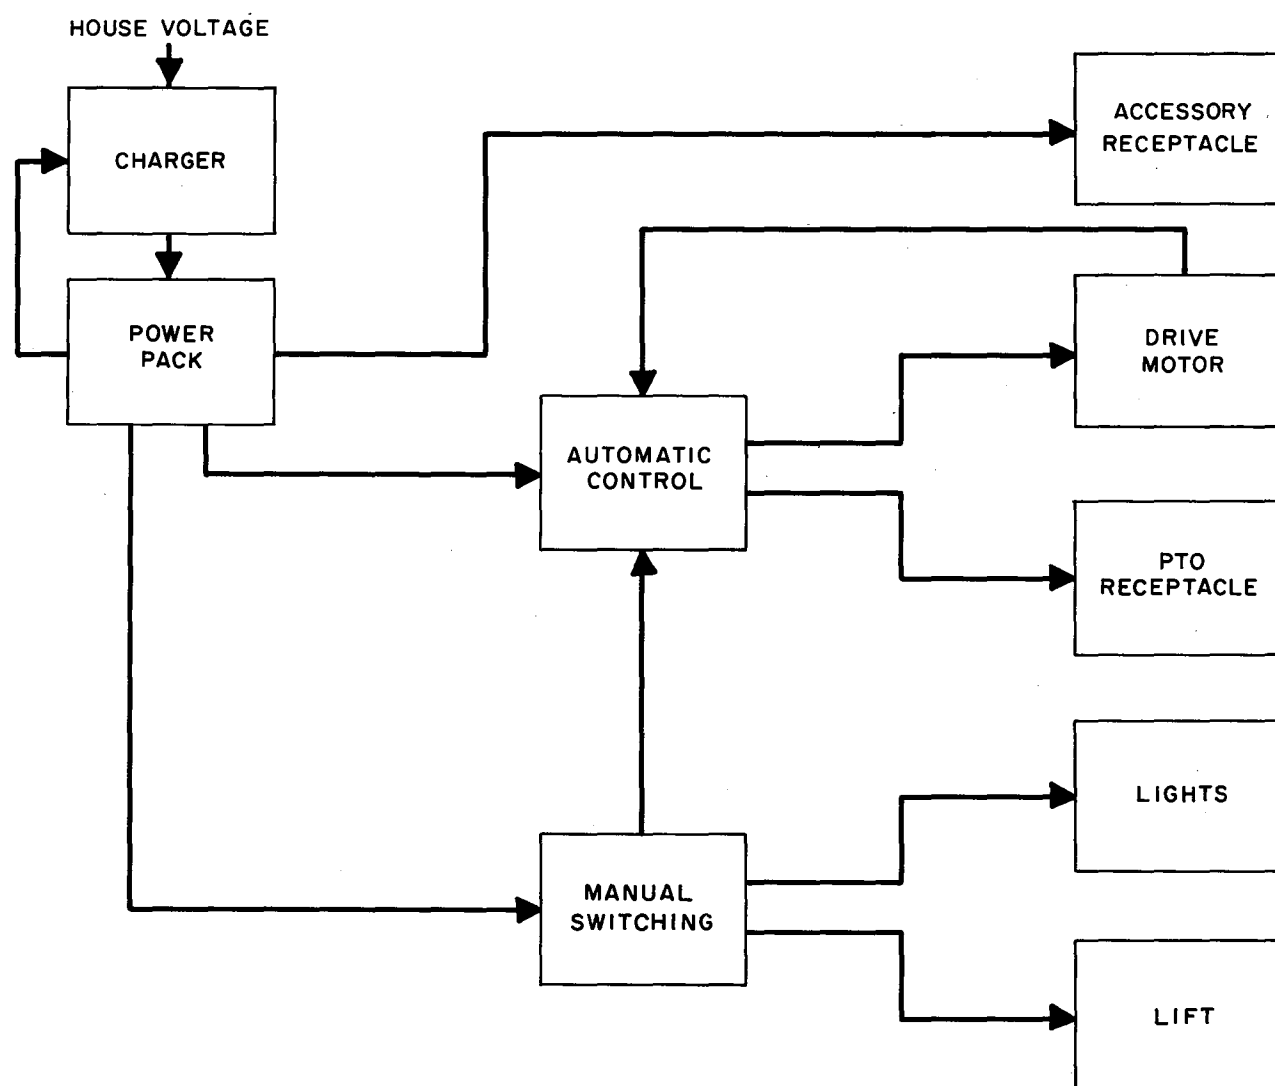 HOUSE VOLTAGE
CHARGER
POWER
PACK
ACCESSORY
RECEPTACLE
DRIVE
MOTOR
AUTOMATIC
CONTROL
PTO
RECEPTACLE
LIGHTS
MANUAL
SWITCHING
LIFT